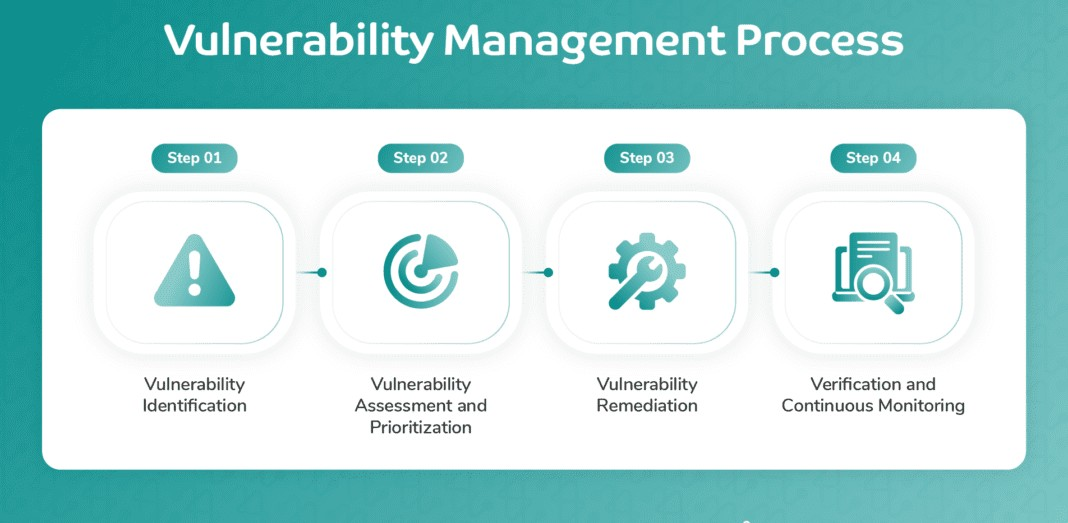 Vulnerability Management Process
Step 01
Step 02
Step 03
Step 04
Vulnerability
Identification
Vulnerability
Assessment and
Prioritization
Vulnerability
Remediation
Verification and
Continuous Monitoring